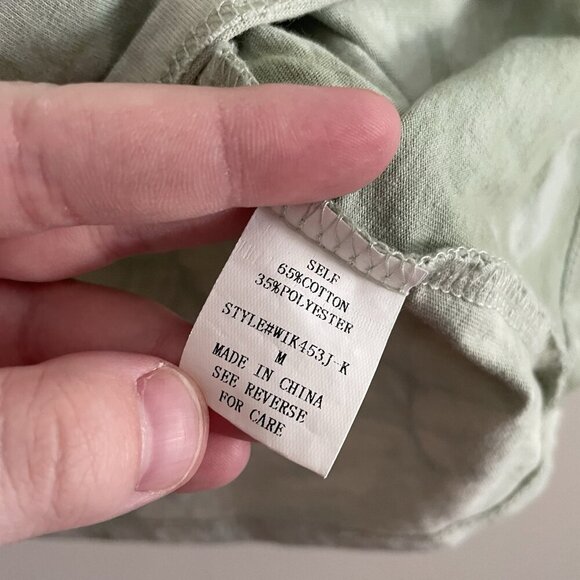 SELF
65%COTTON
35%POLYESTER
STYLE#WIK453J-K
M
MADE IN CHINA
SEE REVERSE
FOR CARE